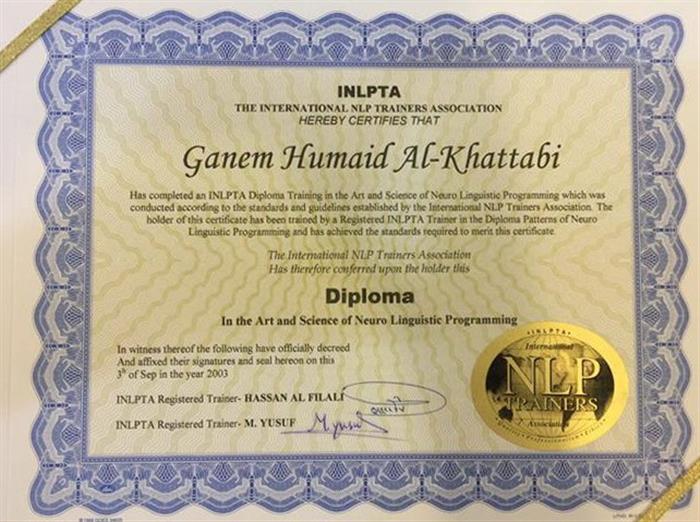 INLPTA
THE INTERNATIONAL NLP TRAINERS ASSOCIATION
HEREBY CERTIFIES THAT
Ganem Humaid Al-Khattabi
Has completed an INLPTA Diploma Training in the Art and Science of Neuro Linguistic Programming which was
conducted according to the standards and guidelines established by the International NLP Trainers Association. The
holder of this certificate has been trained by a Registered INLPTA Trainer in the Diploma Patterns of Neuro
Linguistic Programming and has achieved the standards required to merit this certificate.
The International NLP Trainers Association
Has therefore conferred upon the holder this
Diploma
In the Art and Science of Neuro Linguistic Programming
In witness thereof the following have officially decreed
And affixed their signatures and seal hereon this
3rd of Sep in the year 2003
INLPTA Registered Trainer- HASSAN AL FILALI
INLPTA Registered Trainer- M. YUSUF
M.yusuf
·INLPTA·
International
NLP
TRAINERS
Association
Quality · Professionalism · Ethics